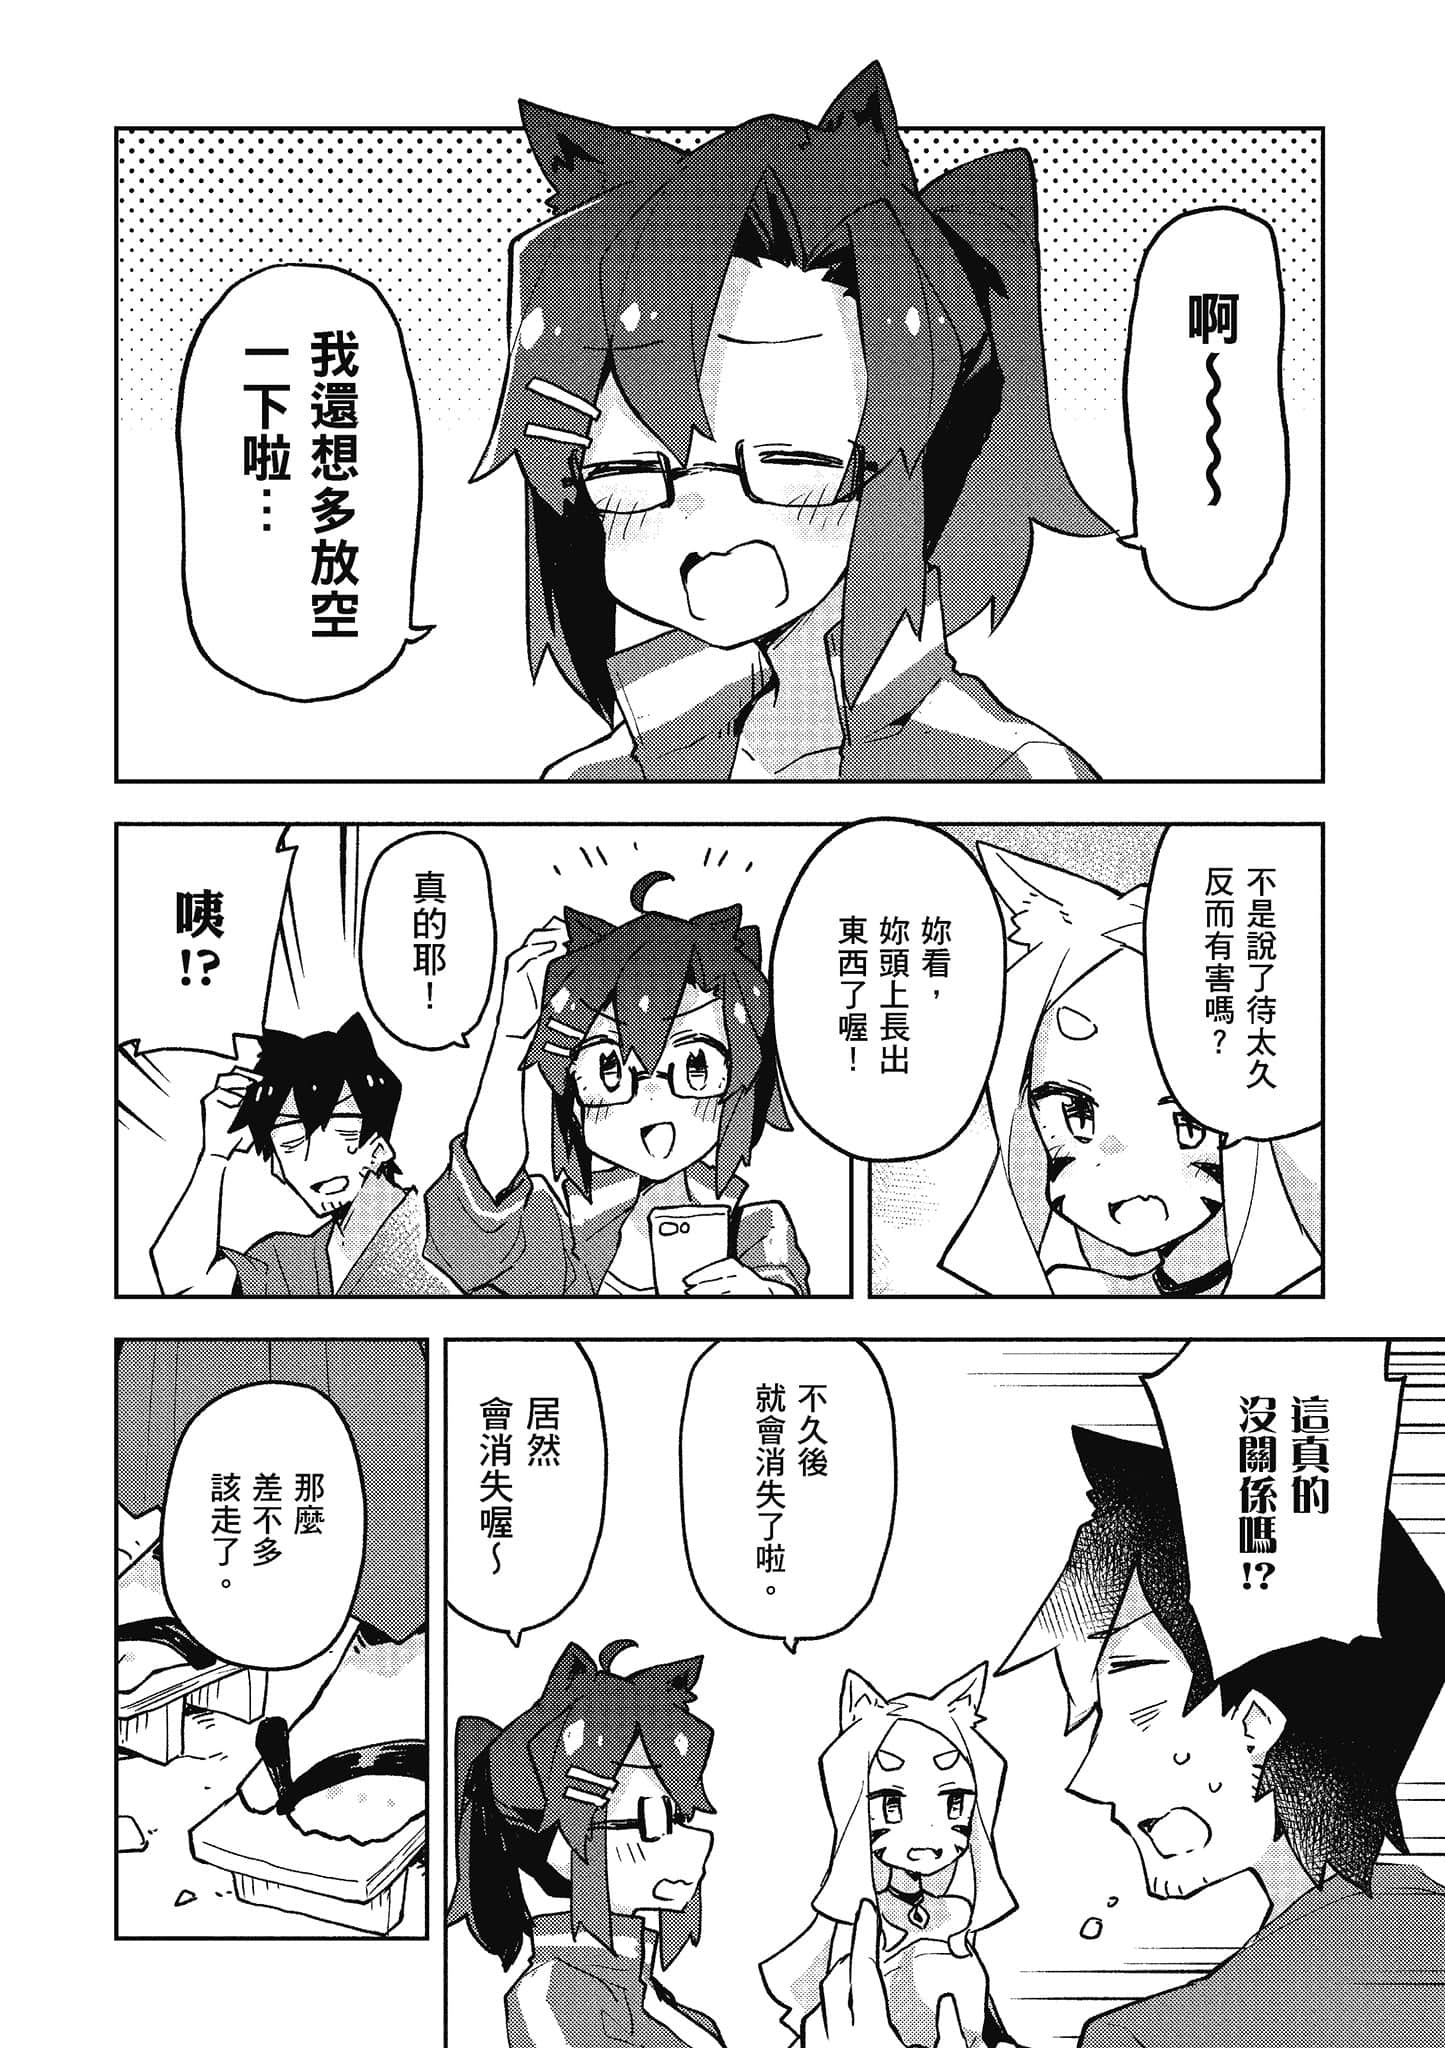 啊～～～～
我還想多放空
一下啦…
不是說了待太久
反而有害嗎？
妳看，
妳頭上長出
東西了喔！
真的耶！
咦!?
這真的
沒關係嗎!?
不久後
就會消失了啦。
居然
會消失喔～
那麼
差不多
該走了。